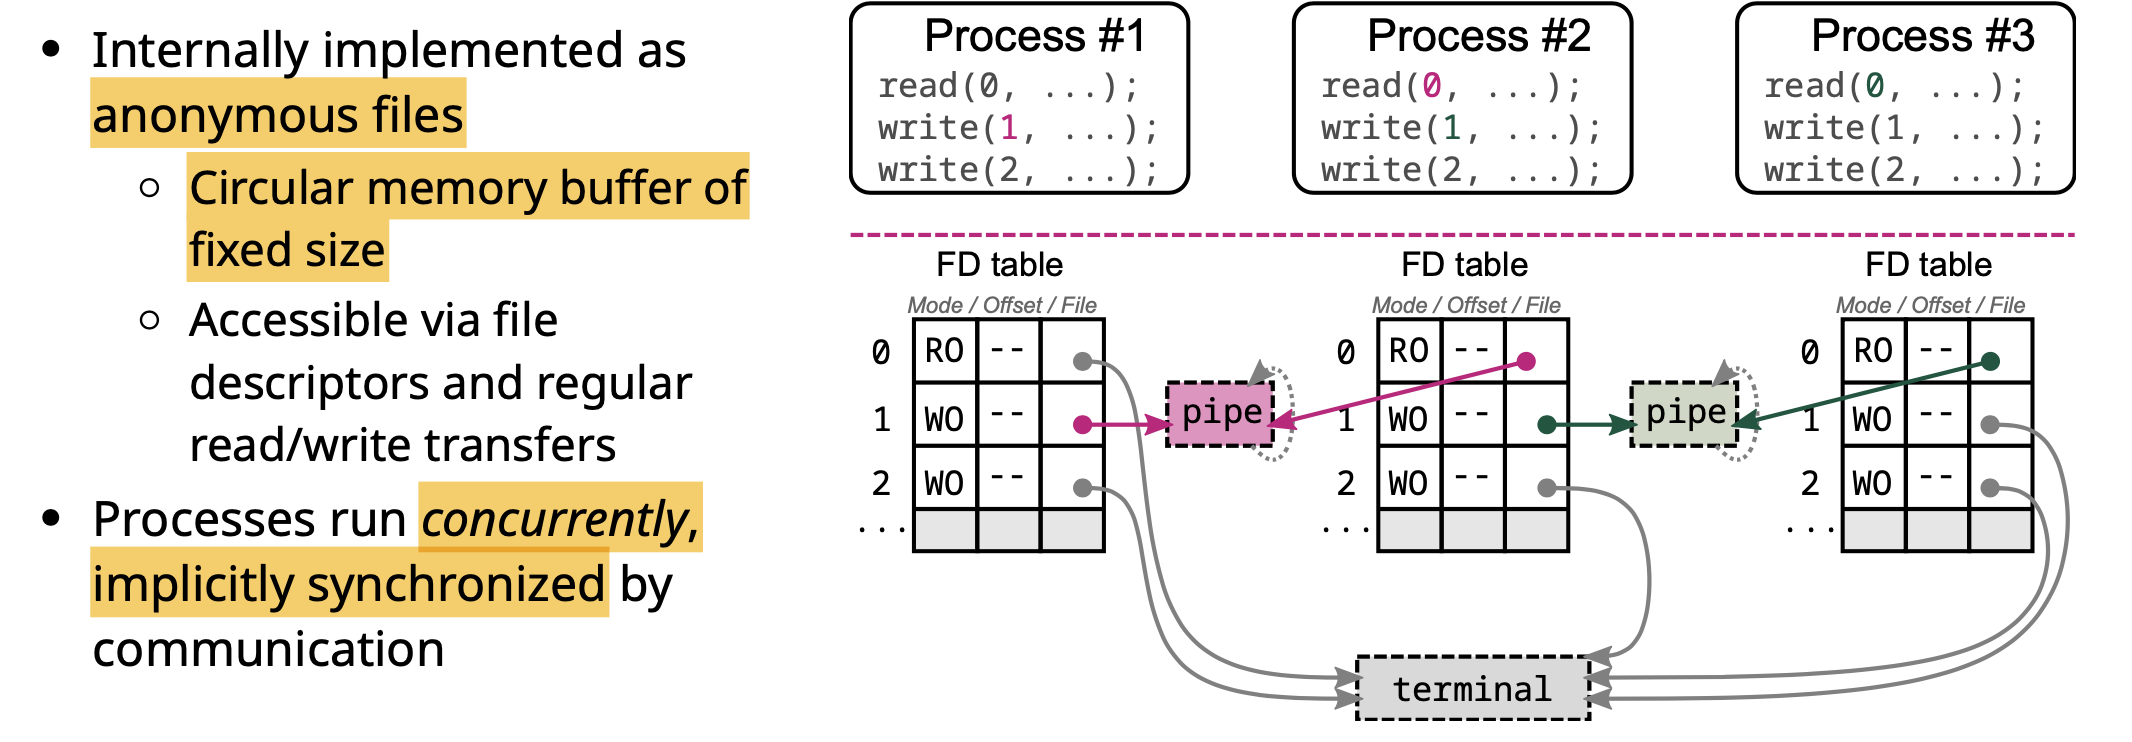 • Internally implemented as
anonymous files
○ Circular memory buffer of
fixed size
○ Accessible via file
descriptors and regular
read/write transfers
• Processes run concurrently,
implicitly synchronized by
communication
Process #1
read(0, ...);
write(1, ...);
write(2, ...);
Process #2
read(0, ...);
write(1, ...);
write(2, ...);
Process #3
read(0, ...);
write(1, ...);
write(2, ...);
FD table
Mode / Offset / File
0 RO --
1 WO --
2 WO --
...
pipe
FD table
Mode / Offset / File
0 RO --
1 WO --
2 WO --
...
pipe
FD table
Mode / Offset / File
0 RO --
1 WO --
2 WO --
...
terminal